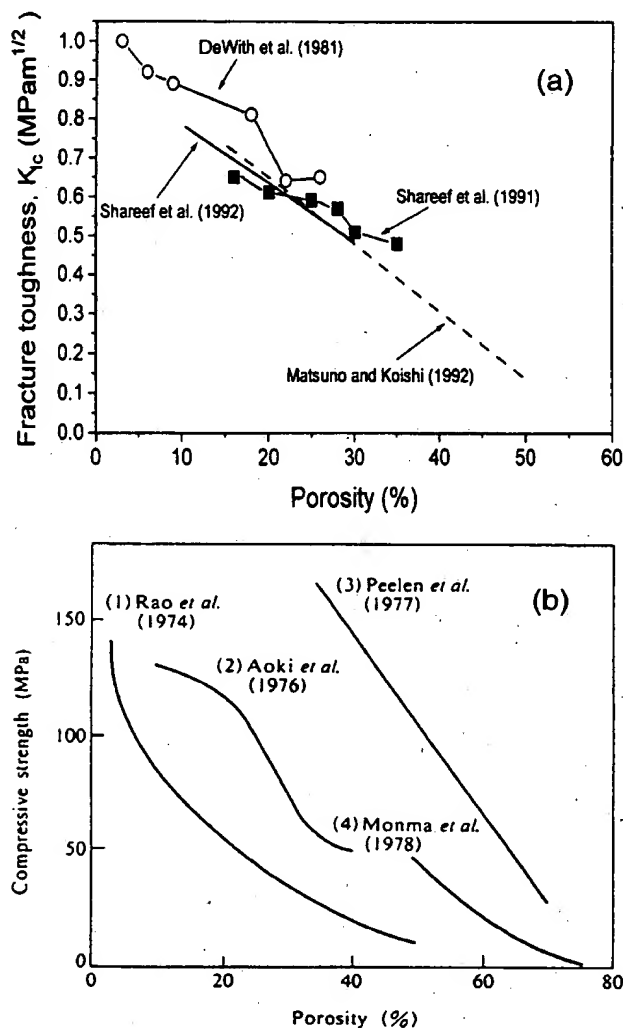 Fracture toughness, K_Ic (MPam^1/2)
1.0
0.9
0.8
0.7
0.6
0.5
0.4
0.3
0.2
0.1
0.0
DeWith et al. (1981)
(a)
Shareef et al. (1992)
Shareef et al. (1991)
Matsuno and Koishi (1992)
0 10 20 30 40 50 60
Porosity (%)
Compressive strength (MPa)
150
100
50
0
(1) Rao et al.
(1974)
(2) Aoki et al.
(1976)
(3) Peelen et al.
(1977)
(b)
(4) Monma et al.
(1978)
0 20 40 60 80
Porosity (%)